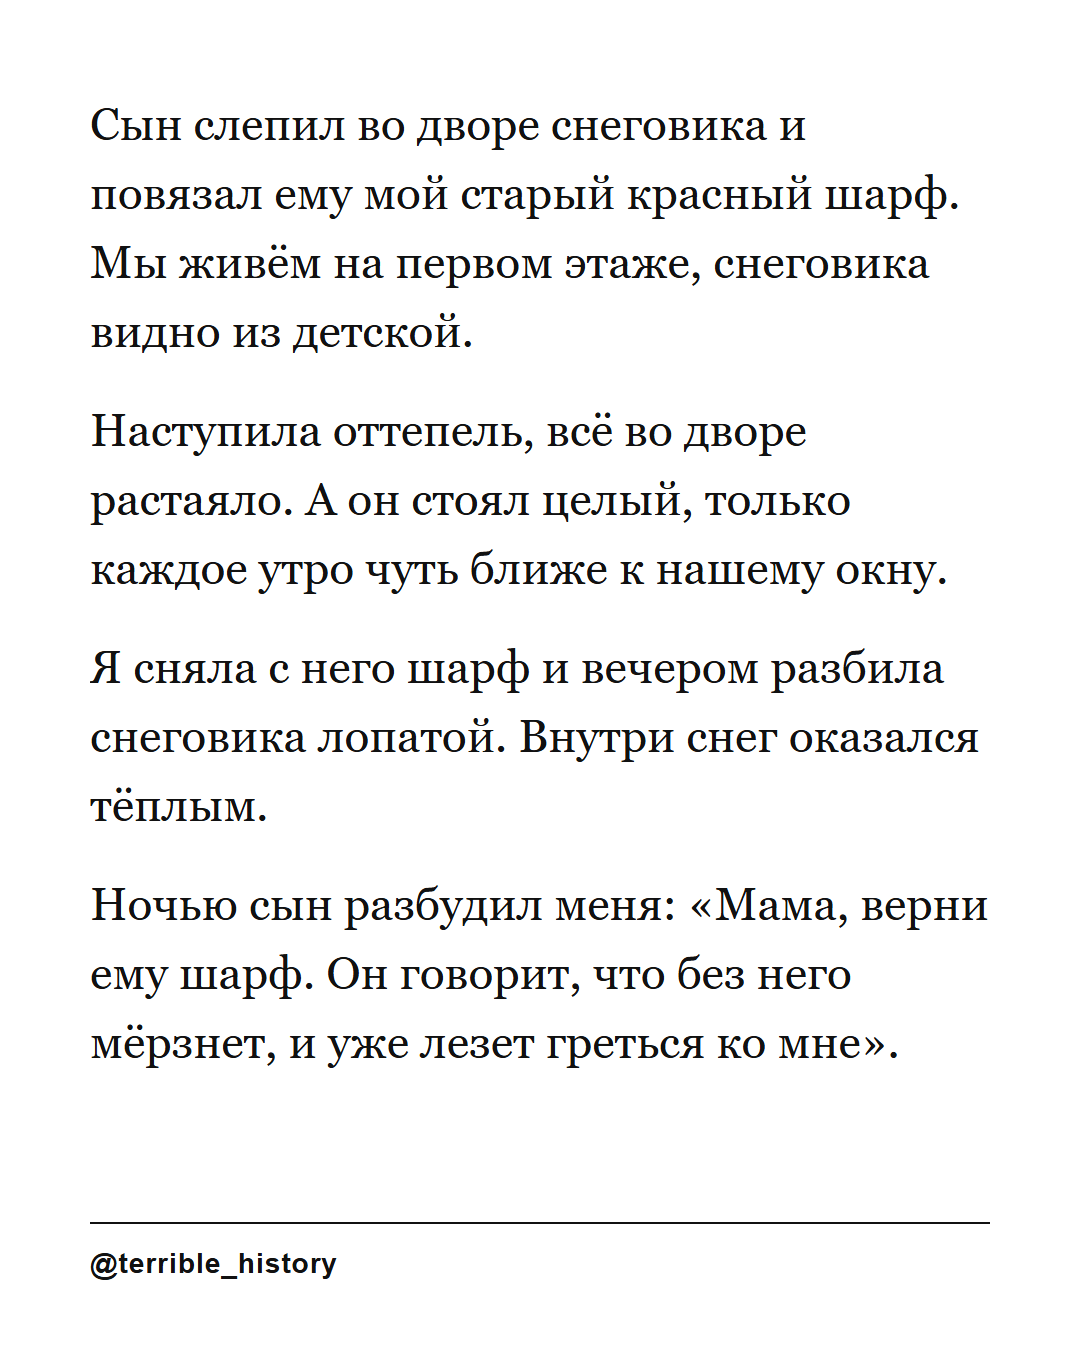 Сын слепил во дворе снеговика и
повязал ему мой старый красный шарф.
Мы живём на первом этаже, снеговика
видно из детской.
Наступила оттепель, всё во дворе
растаяло. А он стоял целый, только
каждое утро чуть ближе к нашему окну.
Я сняла с него шарф и вечером разбила
снеговика лопатой. Внутри снег оказался
тёплым.
Ночью сын разбудил меня: «Мама, верни
ему шарф. Он говорит, что без него
мёрзнет, и уже лезет греться ко мне».
@terrible_history